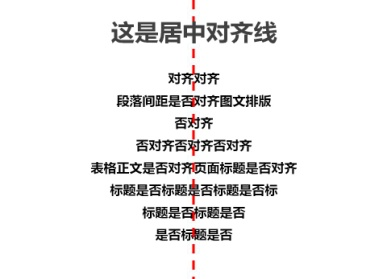 这是居中对齐线
对齐对齐
段落间距是否对齐图文排版
否对齐
否对齐否对齐否对齐
表格正文是否对齐页面标题是否对齐
标题是否标题是否标题是否标
标题是否标题是否
是否标题是否